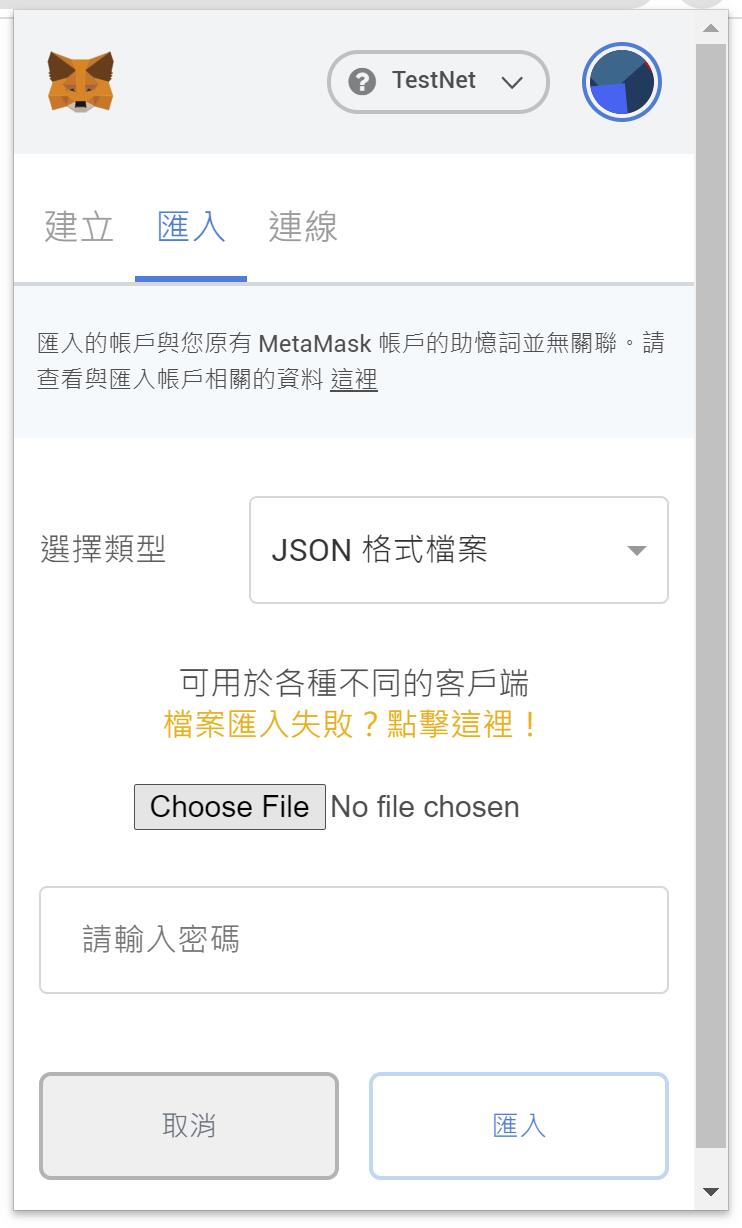 TestNet
建立 匯入 連線
匯入的帳戶與您原有 MetaMask 帳戶的助憶詞並無關聯。請
查看與匯入帳戶相關的資料 這裡
選擇類型 JSON 格式檔案
可用於各種不同的客戶端
檔案匯入失敗？點擊這裡！
Choose File No file chosen
請輸入密碼
取消 匯入